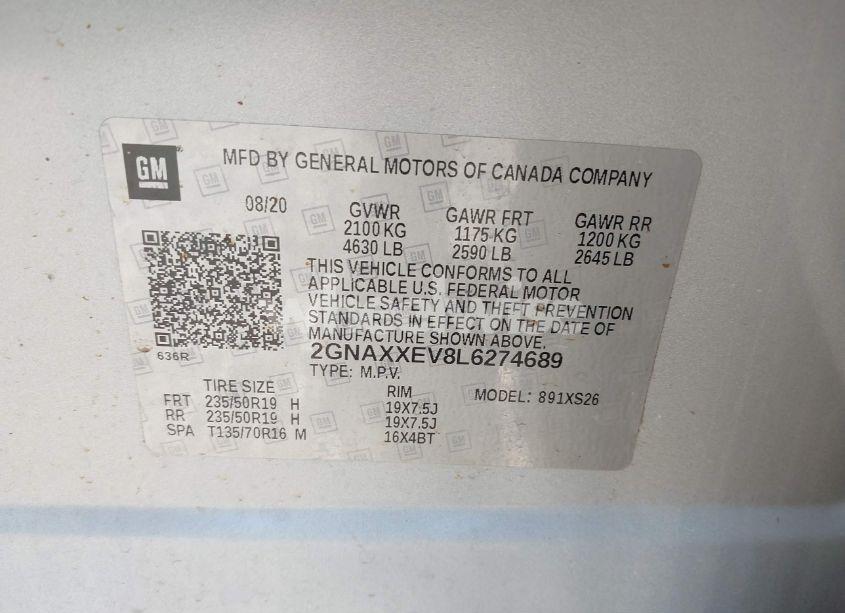 GM
MFD BY GENERAL MOTORS OF CANADA COMPANY
08/20
GVWR
2100 KG
4630 LB
GAWR FRT
1175 KG
2590 LB
GAWR RR
1200 KG
2645 LB
THIS VEHICLE CONFORMS TO ALL
APPLICABLE U.S. FEDERAL MOTOR
VEHICLE SAFETY AND THEFT PREVENTION
STANDARDS IN EFFECT ON THE DATE OF
MANUFACTURE SHOWN ABOVE.
636R
2GNAXXEV8L6274689
TYPE: M.P.V.
MODEL: 891XS26
TIRE SIZE RIM
FRT 235/50R19 H 19X7.5J
RR 235/50R19 H 19X7.5J
SPA T135/70R16 M 16X4BT